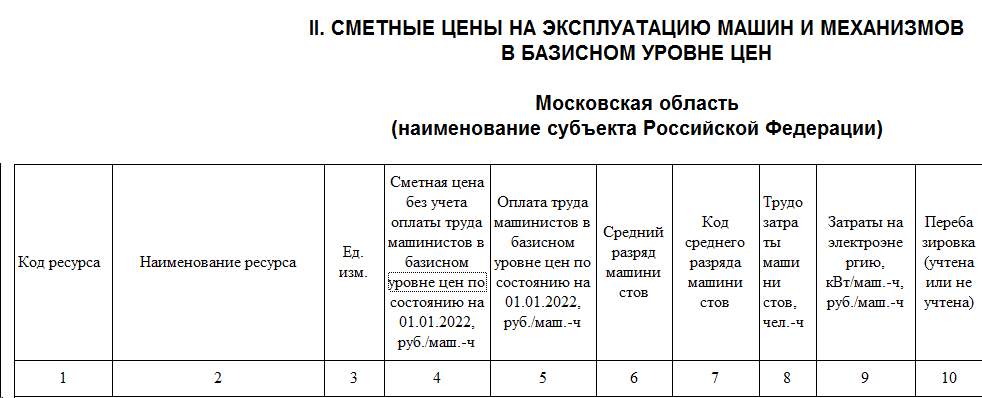 II. СМЕТНЫЕ ЦЕНЫ НА ЭКСПЛУАТАЦИЮ МАШИН И МЕХАНИЗМОВ
В БАЗИСНОМ УРОВНЕ ЦЕН
Московская область
(наименование субъекта Российской Федерации)
Код ресурса
Наименование ресурса
Ед.
изм.
Сметная цена
без учета
оплаты труда
машинистов в
базисном
уровне цен по
состоянию на
01.01.2022,
руб./маш.-ч
Оплата труда
машинистов в
базисном
уровне цен по
состоянию на
01.01.2022,
руб./маш.-ч
Средний
разряд
машини
стов
Код
среднего
разряда
машини
стов
Трудо
затра
ты
маши
ни
стов,
чел.-ч
Затраты на
электроэне
ргию,
кВт/маш.-ч,
руб./маш.-ч
Переба
зировка
(учтена
или не
учтена)
1 2 3 4 5 6 7 8 9 10